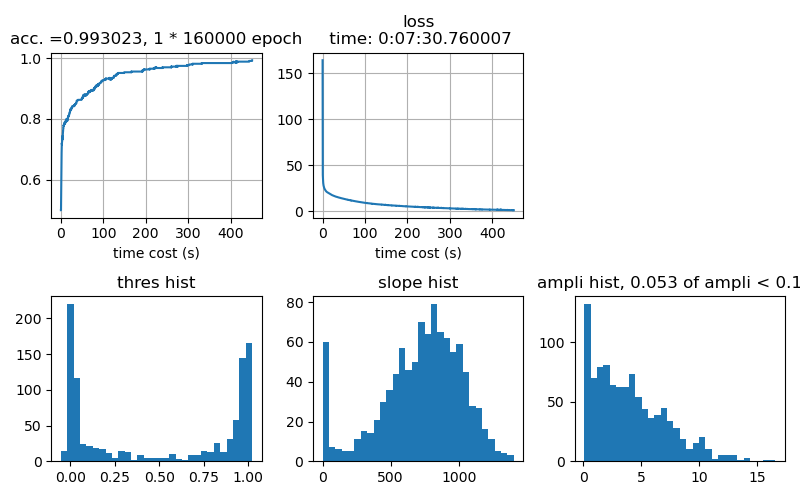 acc. =0.993023, 1 * 160000 epoch
1.0
0.8
0.6
0 100 200 300 400
time cost (s)
loss
time: 0:07:30.760007
150
100
50
0
0 100 200 300 400
time cost (s)
thres hist
200
150
100
50
0
0.00 0.25 0.50 0.75 1.00
slope hist
80
60
40
20
0
0 500 1000
ampli hist, 0.053 of ampli < 0.1
100
50
0
0 5 10 15